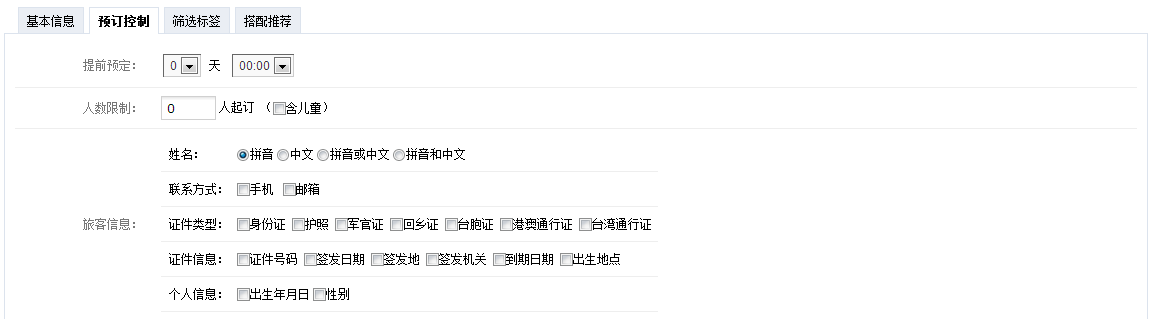 基本信息 预订控制 筛选标签 搭配推荐
提前预定： 0 天 00:00
人数限制： 0 人起订 （含儿童）
姓名： 拼音 中文 拼音或中文 拼音和中文
联系方式： 手机 邮箱
旅客信息： 证件类型： 身份证 护照 军官证 回乡证 台胞证 港澳通行证 台湾通行证
证件信息： 证件号码 签发日期 签发地 签发机关 到期日期 出生地点
个人信息： 出生年月日 性别